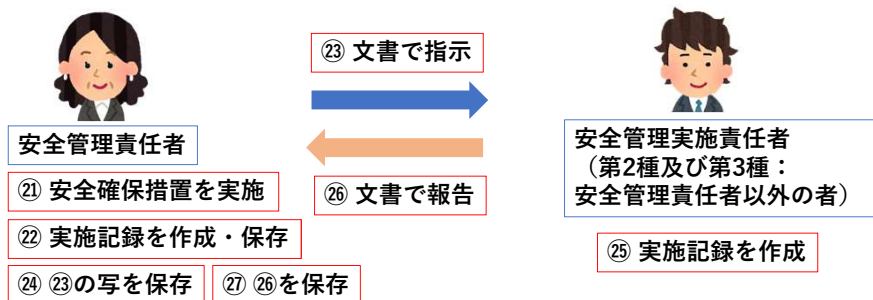 ㉓ 文書で指示
安全管理責任者
安全管理実施責任者
（第2種及び第3種：
安全管理責任者以外の者）
㉑ 安全確保措置を実施
㉖ 文書で報告
㉒ 実施記録を作成・保存
㉕ 実施記録を作成
㉔ ㉓の写を保存
㉗ ㉖を保存